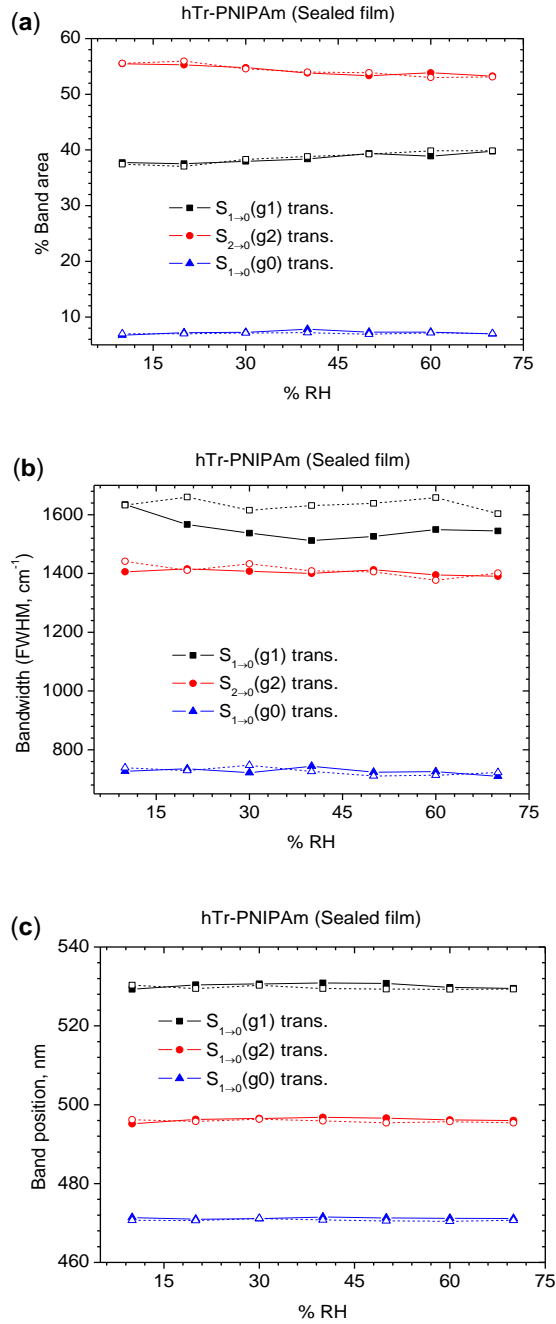 (a)
hTr-PNIPAm (Sealed film)
60
50
40
30
20
10
% Band area
S1→0(g1) trans.
S2→0(g2) trans.
S1→0(g0) trans.
15 30 45 60 75
% RH
(b)
hTr-PNIPAm (Sealed film)
1600
1400
1200
1000
800
Bandwidth (FWHM, cm-1)
S1→0(g1) trans.
S2→0(g2) trans.
S1→0(g0) trans.
15 30 45 60 75
% RH
(c)
hTr-PNIPAm (Sealed film)
540
520
500
480
460
Band position, nm
S1→0(g1) trans.
S1→0(g2) trans.
S1→0(g0) trans.
15 30 45 60 75
% RH